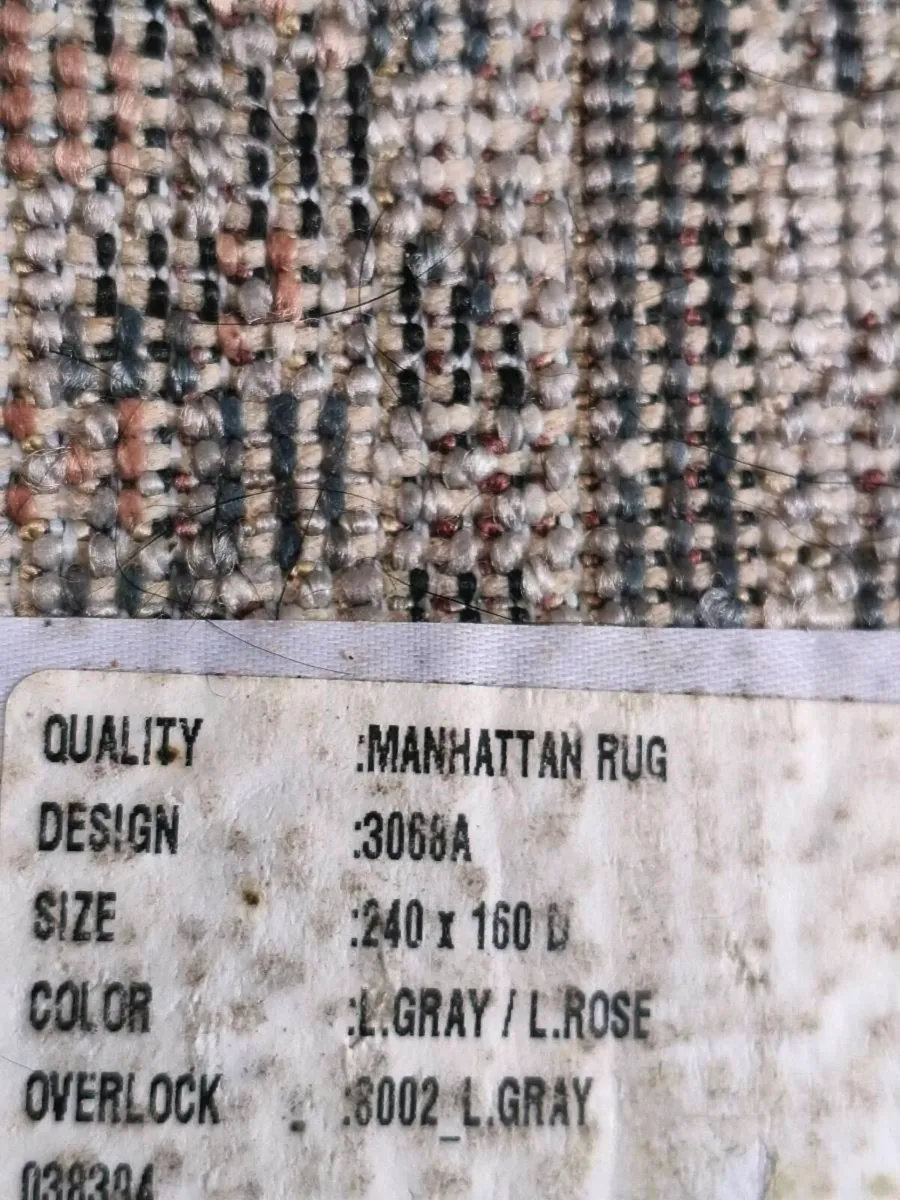 QUALITY :MANHATTAN RUG
DESIGN :3068A
SIZE :240 x 160 D
COLOR :L.GRAY / L.ROSE
OVERLOCK :8002_L.GRAY